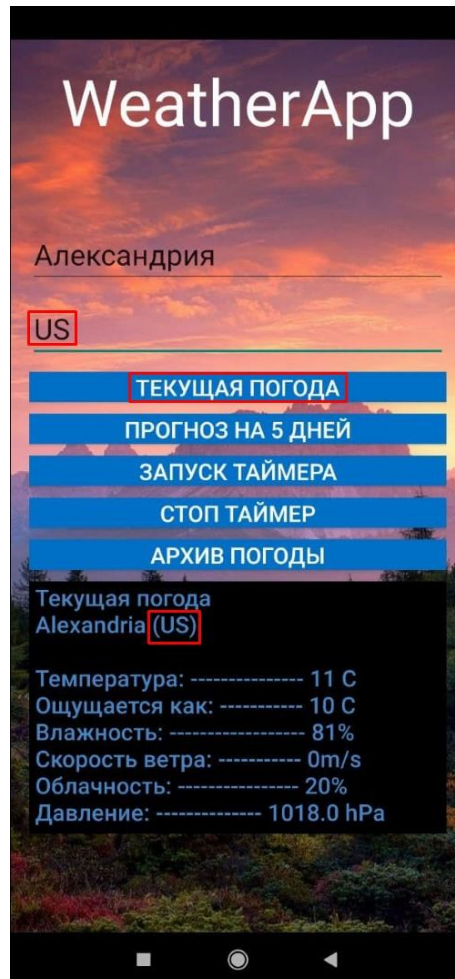 WeatherApp
Александрия
US
ТЕКУЩАЯ ПОГОДА
ПРОГНОЗ НА 5 ДНЕЙ
ЗАПУСК ТАЙМЕРА
СТОП ТАЙМЕР
АРХИВ ПОГОДЫ
Текущая погода
Alexandria (US)
Температура: --------------- 11 C
Ощущается как: ---------- 10 C
Влажность: ------------------ 81%
Скорость ветра: ----------- 0m/s
Облачность: ---------------- 20%
Давление: -------------- 1018.0 hPa